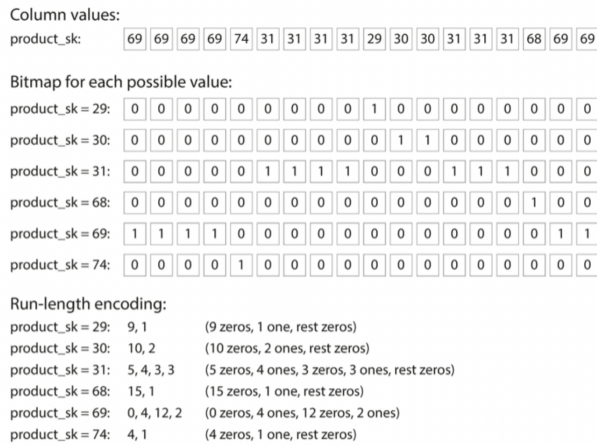 Column values:
product_sk: 69 69 69 69 74 31 31 31 31 29 30 30 31 31 31 68 69 69
Bitmap for each possible value:
product_sk = 29: 0 0 0 0 0 0 0 0 0 1 0 0 0 0 0 0 0 0
product_sk = 30: 0 0 0 0 0 0 0 0 0 0 1 1 0 0 0 0 0 0
product_sk = 31: 0 0 0 0 0 1 1 1 1 0 0 0 1 1 1 0 0 0
product_sk = 68: 0 0 0 0 0 0 0 0 0 0 0 0 0 0 0 1 0 0
product_sk = 69: 1 1 1 1 0 0 0 0 0 0 0 0 0 0 0 0 1 1
product_sk = 74: 0 0 0 0 1 0 0 0 0 0 0 0 0 0 0 0 0 0
Run-length encoding:
product_sk = 29: 9, 1 (9 zeros, 1 one, rest zeros)
product_sk = 30: 10, 2 (10 zeros, 2 ones, rest zeros)
product_sk = 31: 5, 4, 3, 3 (5 zeros, 4 ones, 3 zeros, 3 ones, rest zeros)
product_sk = 68: 15, 1 (15 zeros, 1 one, rest zeros)
product_sk = 69: 0, 4, 12, 2 (0 zeros, 4 ones, 12 zeros, 2 ones)
product_sk = 74: 4, 1 (4 zeros, 1 one, rest zeros)